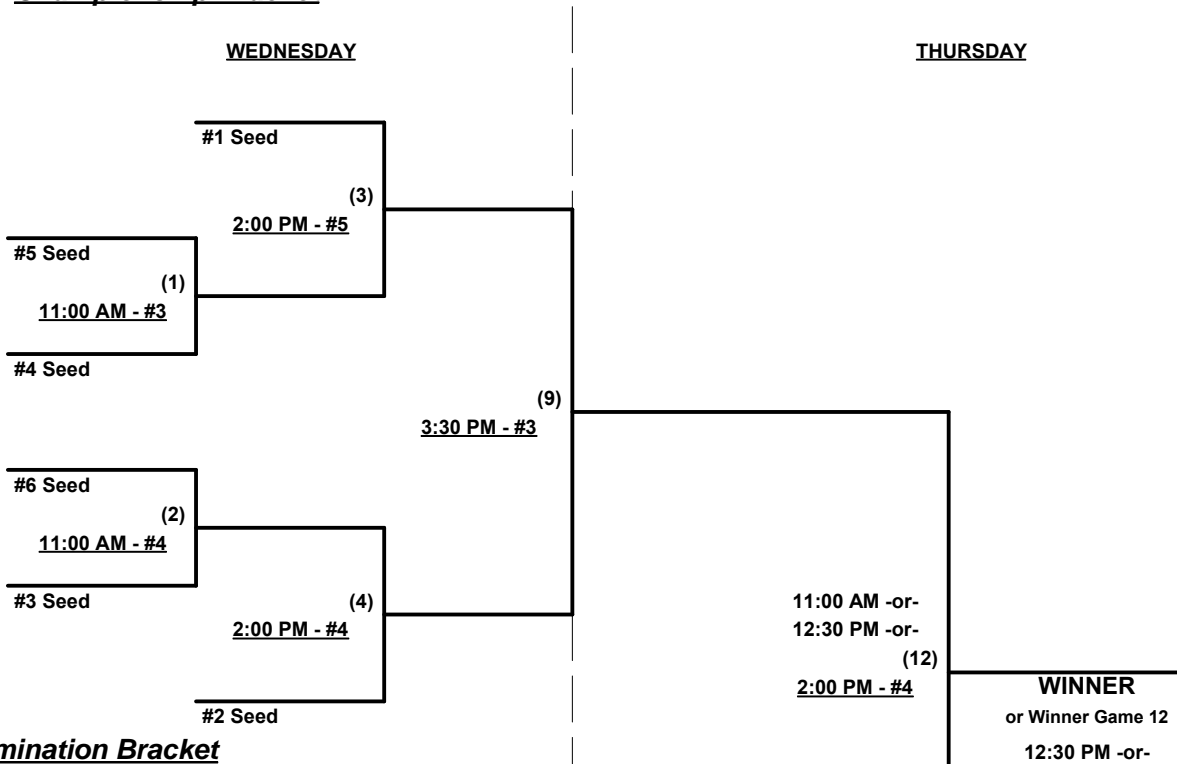 WEDNESDAY
THURSDAY
#1 Seed
(3)
2:00 PM - #5
#5 Seed
(1)
11:00 AM - #3
#4 Seed
(9)
3:30 PM - #3
#6 Seed
(2)
11:00 AM - #4
#3 Seed
(4)
2:00 PM - #4
#2 Seed
11:00 AM -or-
12:30 PM -or-
(12)
2:00 PM - #4
WINNER
or Winner Game 12
12:30 PM -or-
mination Bracket